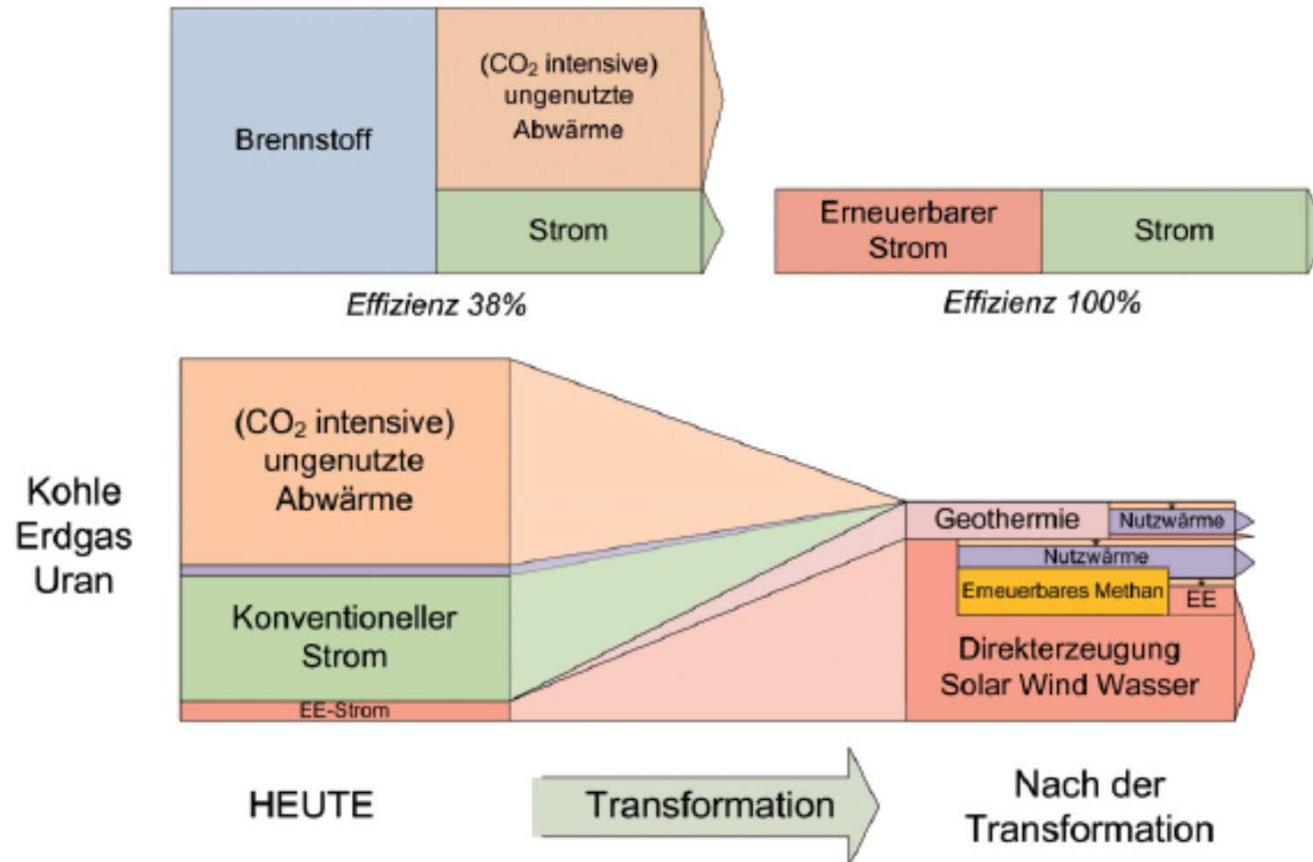 Brennstoff
(CO₂ intensive)
ungenutzte
Abwärme
Strom
Effizienz 38%
Erneuerbarer
Strom
Strom
Effizienz 100%
Kohle
Erdgas
Uran
(CO₂ intensive)
ungenutzte
Abwärme
Konventioneller
Strom
EE-Strom
Geothermie
Nutzwärme
Nutzwärme
Erneuerbares Methan
EE
Direkterzeugung
Solar Wind Wasser
HEUTE
Transformation
Nach der
Transformation